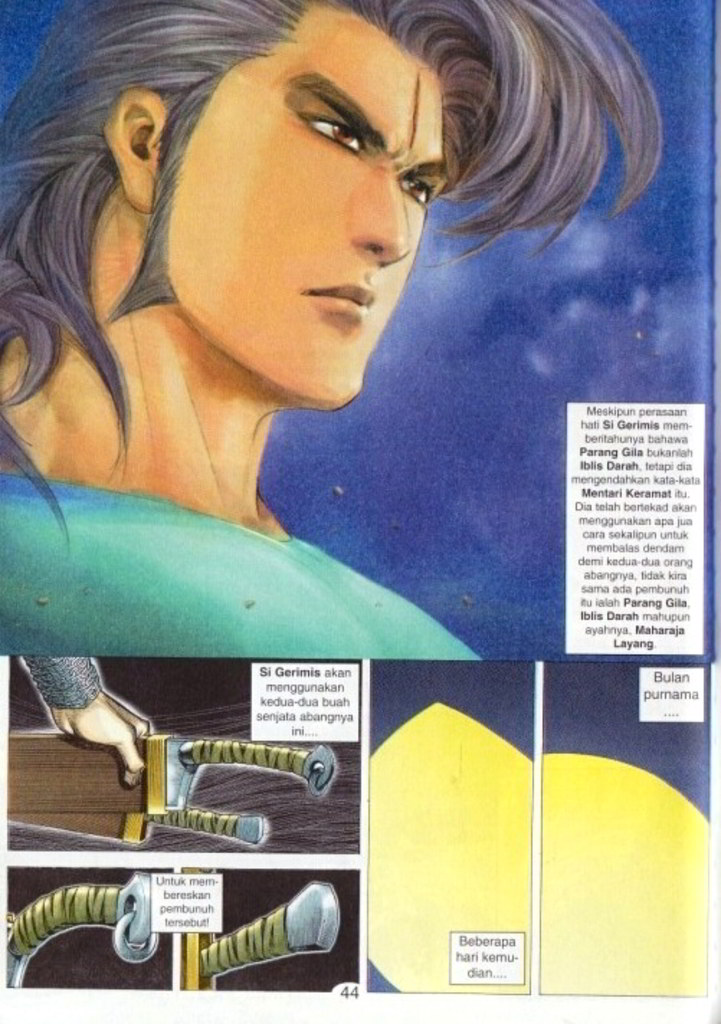 Meskipun perasaan
hati Si Gerimis mem-
beritahunya bahawa
Parang Gila bukanlah
Iblis Darah, tetapi dia
mengendahkan kata-kata
Mentari Keramat itu.
Dia telah bertekad akan
menggunakan apa jua
cara sekalipun untuk
membalas dendam
demi kedua-dua orang
abangnya, tidak kira
sama ada pembunuh
itu ialah Parang Gila,
Iblis Darah mahupun
ayahnya, Maharaja
Layang.
Si Gerimis akan
menggunakan
kedua-dua buah
senjata abangnya
ini....
Untuk mem-
bereskan
pembunuh
tersebut!
Beberapa
hari kemu-
dian....
Bulan
purnama
....
44